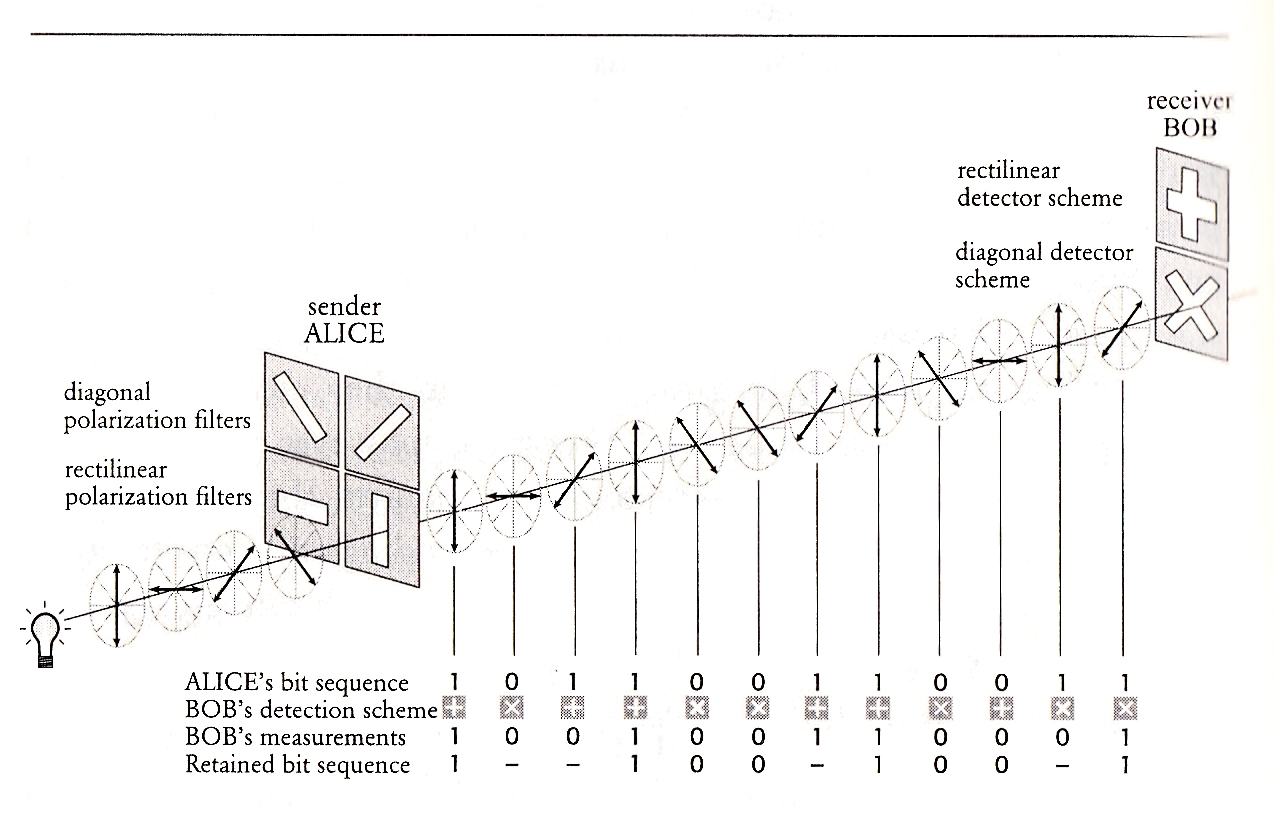 receiver
BOB
rectilinear
detector scheme
diagonal detector
scheme
sender
ALICE
diagonal
polarization filters
rectilinear
polarization filters
ALICE's bit sequence 1 0 1 1 0 0 1 1 0 0 1 1
BOB's detection scheme + × + + × × + + × + × ×
BOB's measurements 1 0 0 1 0 0 1 1 0 0 0 1
Retained bit sequence 1 – – 1 0 0 – 1 0 0 – 1